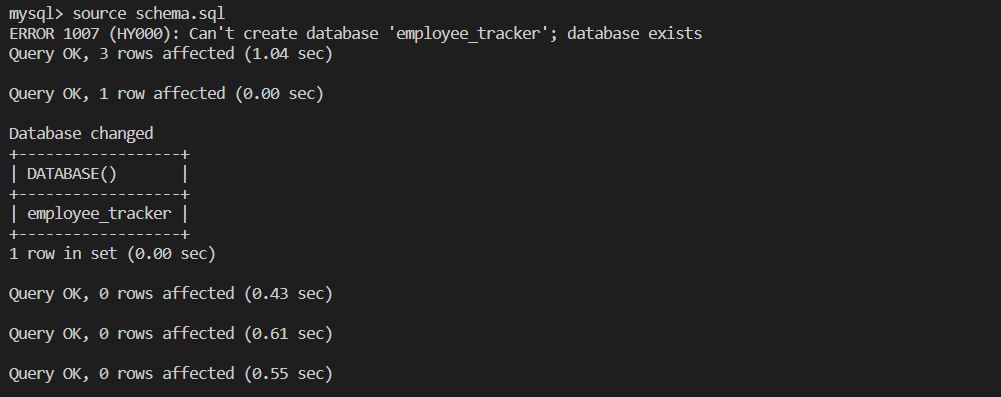 mysql> source schema.sql
ERROR 1007 (HY000): Can't create database 'employee_tracker'; database exists
Query OK, 3 rows affected (1.04 sec)

Query OK, 1 row affected (0.00 sec)

Database changed
+------------------+
| DATABASE()       |
+------------------+
| employee_tracker |
+------------------+
1 row in set (0.00 sec)

Query OK, 0 rows affected (0.43 sec)

Query OK, 0 rows affected (0.61 sec)

Query OK, 0 rows affected (0.55 sec)